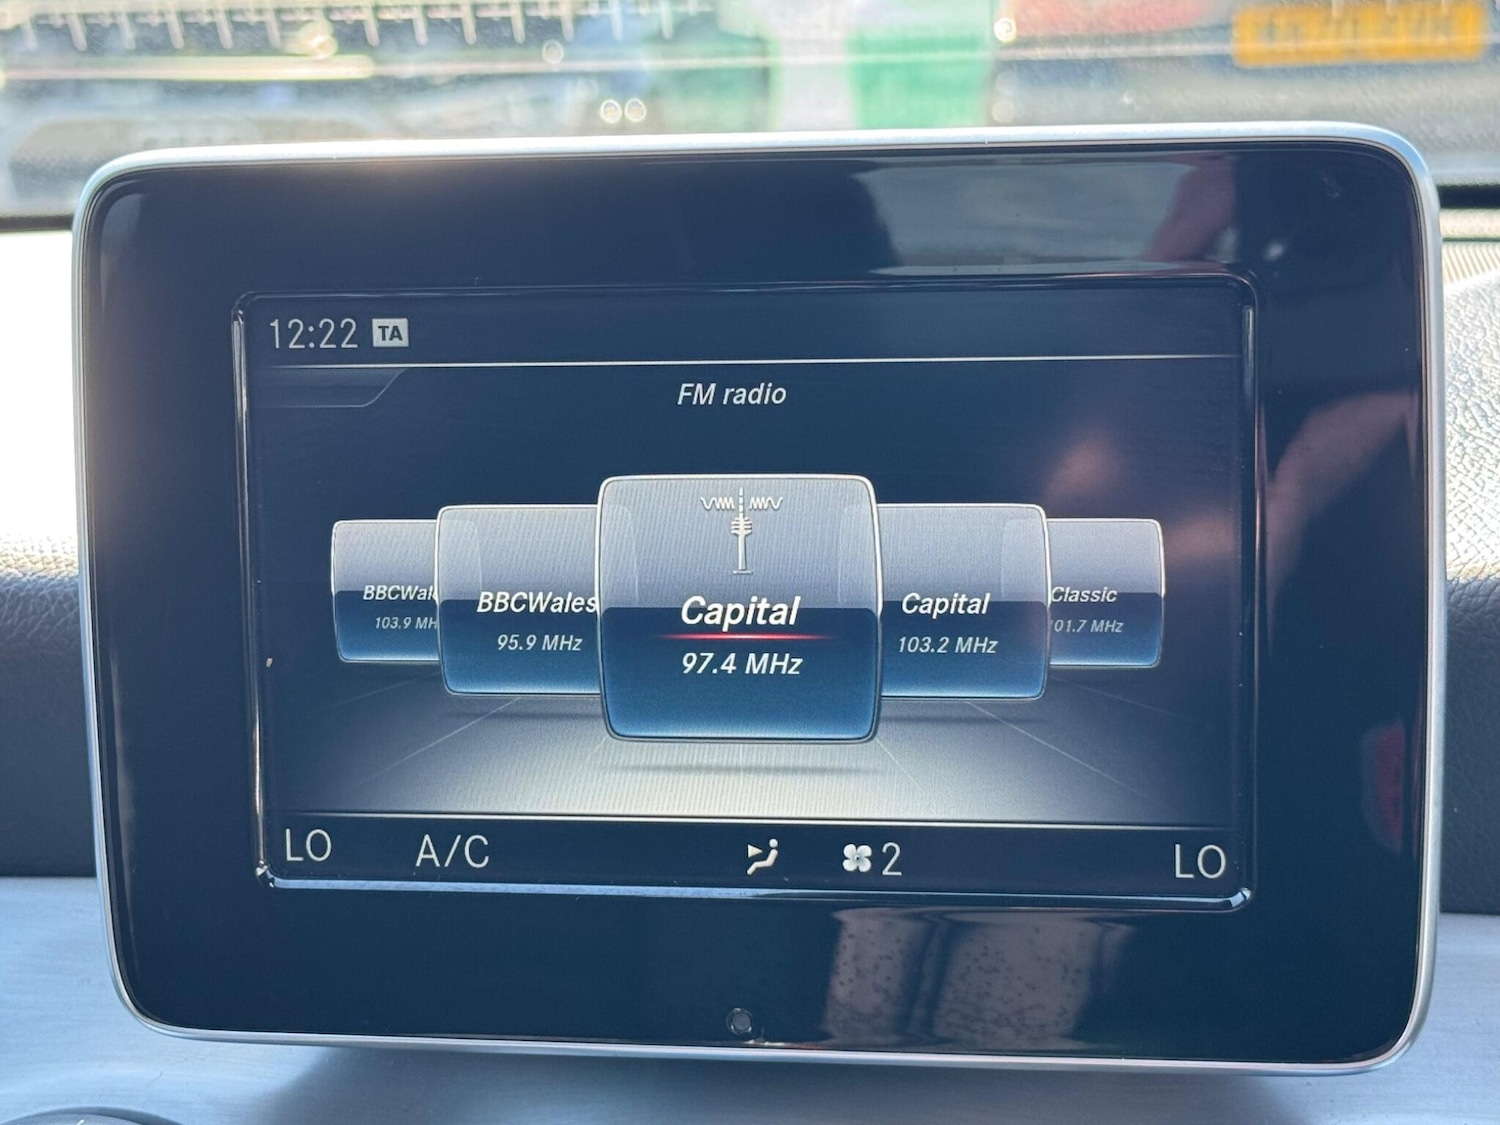 12:22 TA
FM radio
BBCWal
103.9 MH
BBCWales
95.9 MHz
Capital
97.4 MHz
Capital
103.2 MHz
Classic
01.7 MHz
LO A/C 2 LO